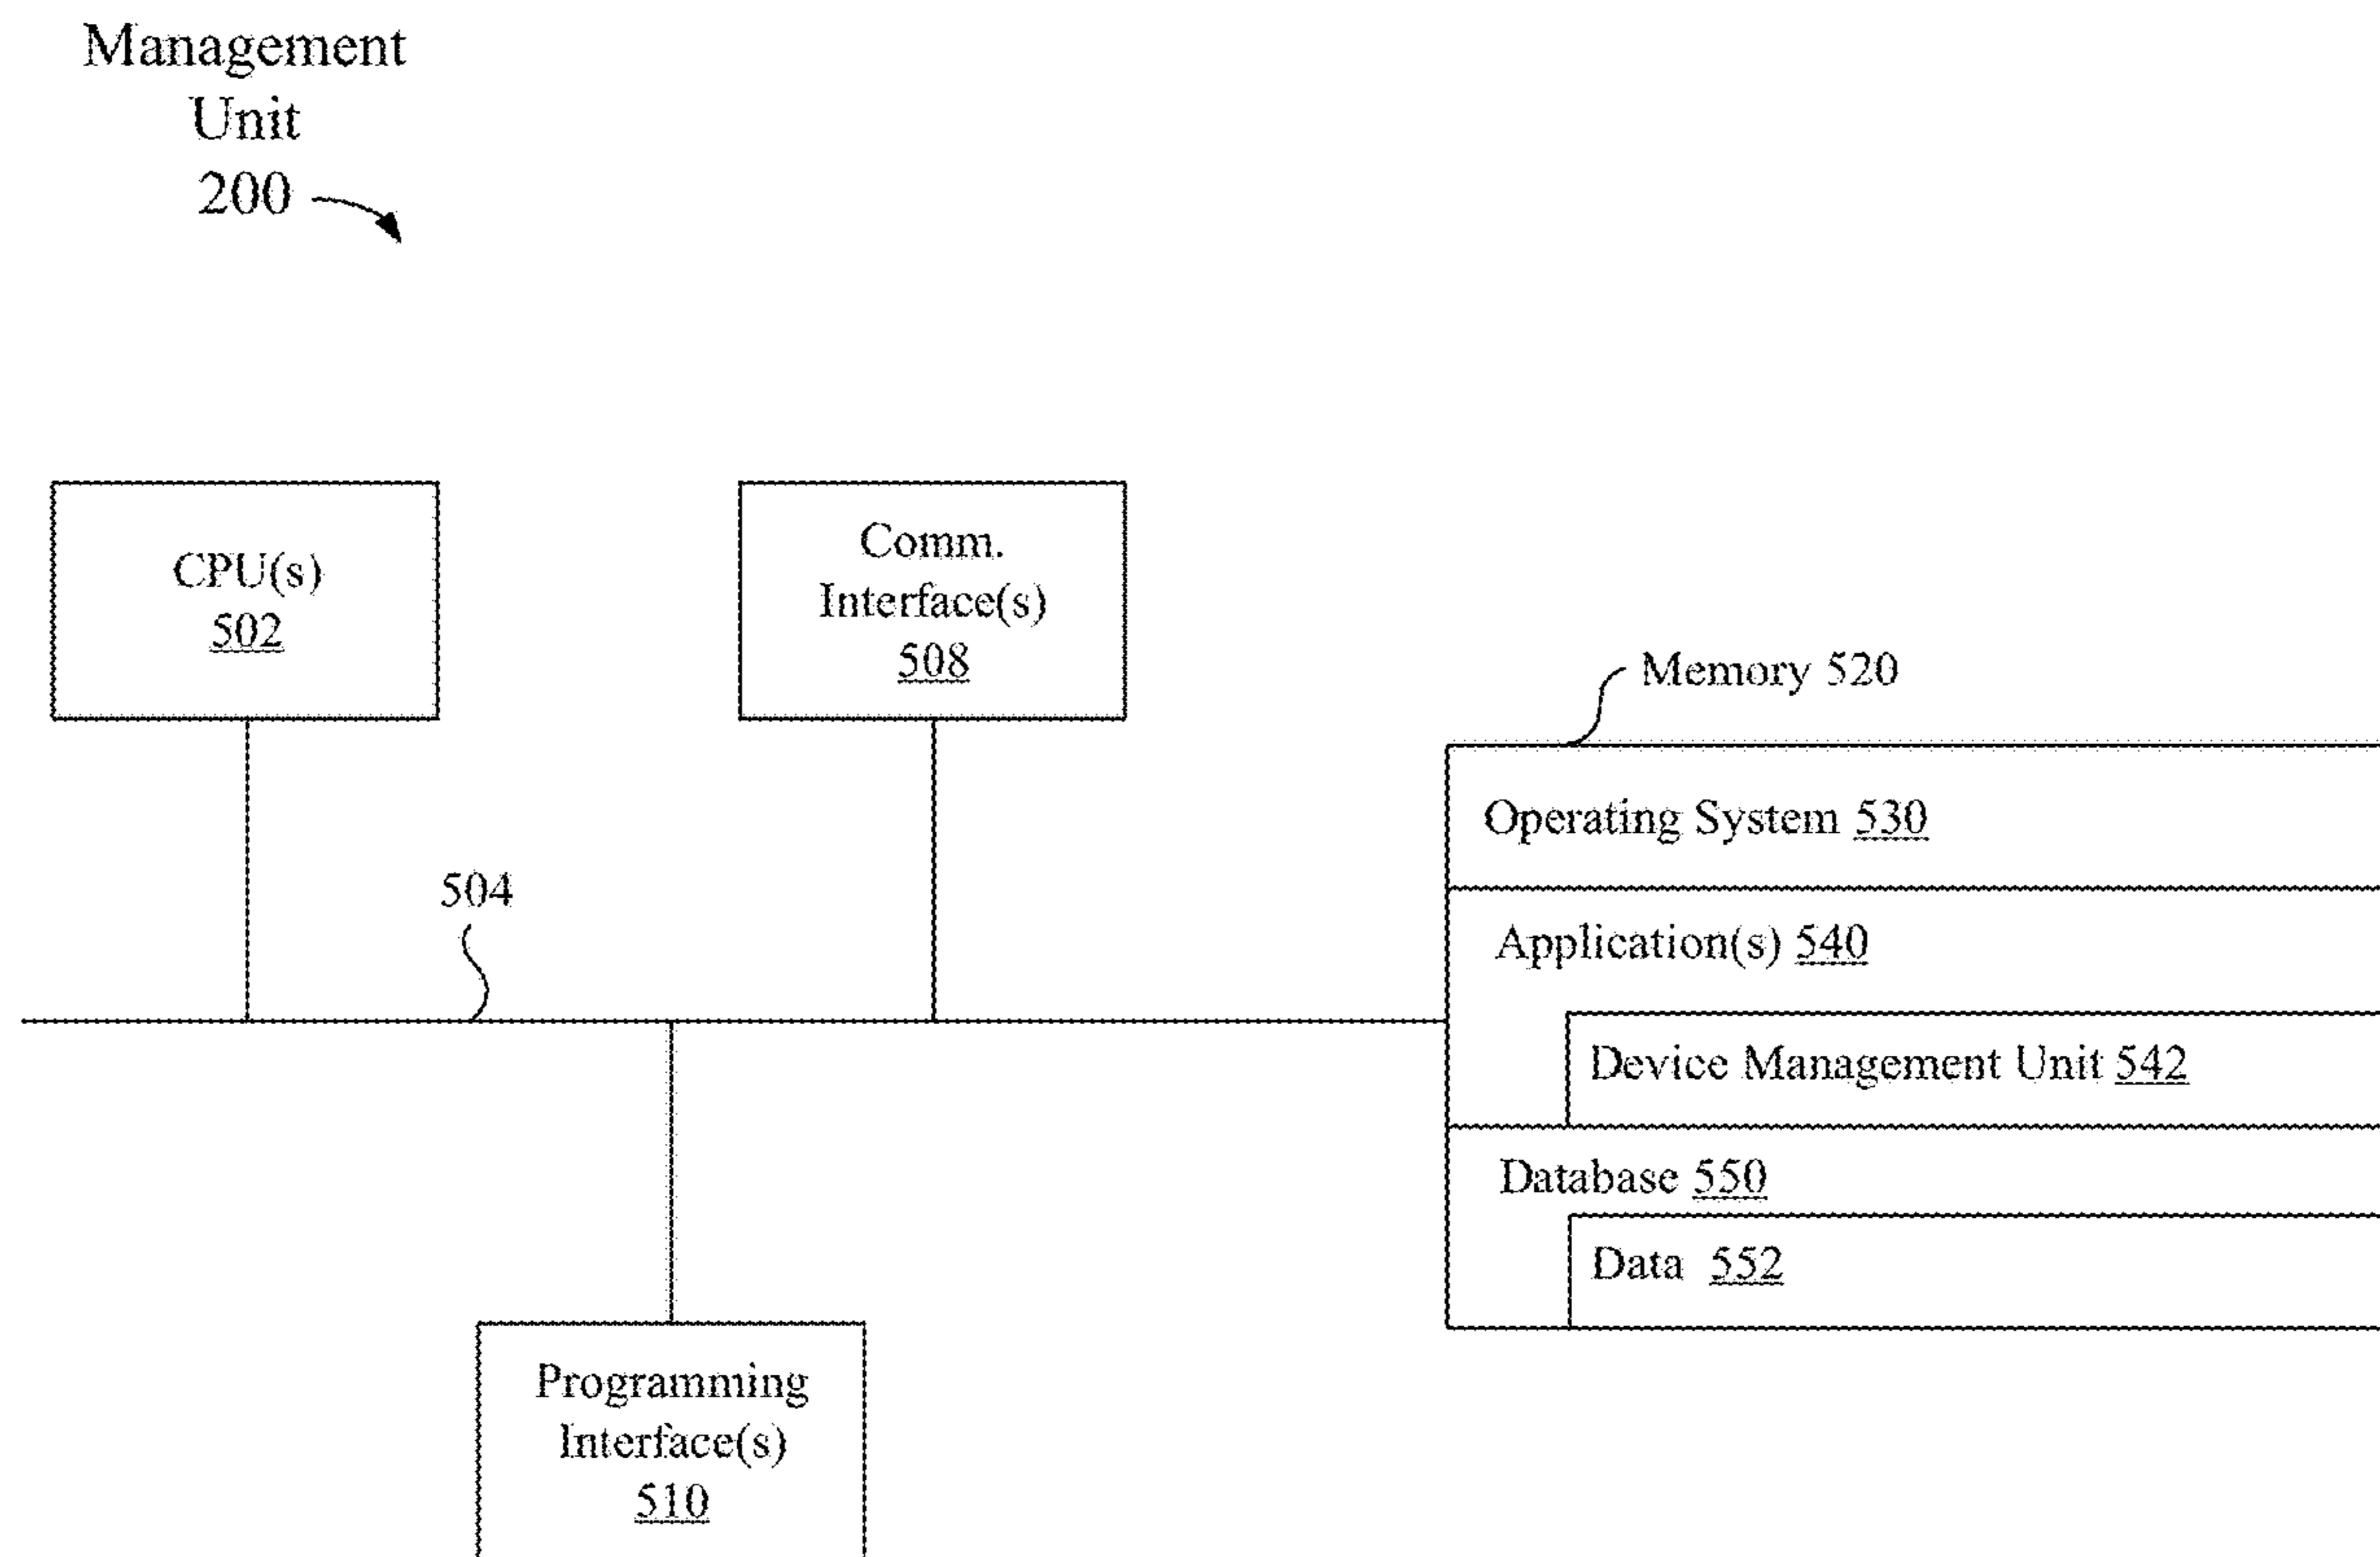 Management
Unit
200
CPU(s)
502
Comm.
Interface(s)
508
Memory 520
Operating System 530
504
Application(s) 540
Device Management Unit 542
Database 550
Data 552
Programming
Interface(s)
510